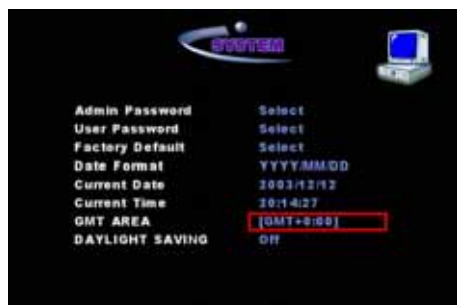 SYSTEM
Admin Password Select
User Password Select
Factory Default Select
Date Format YYYY/MM/DD
Current Date 2003/12/12
Current Time 20:14:27
GMT AREA [GMT+0:00]
DAYLIGHT SAVING Off